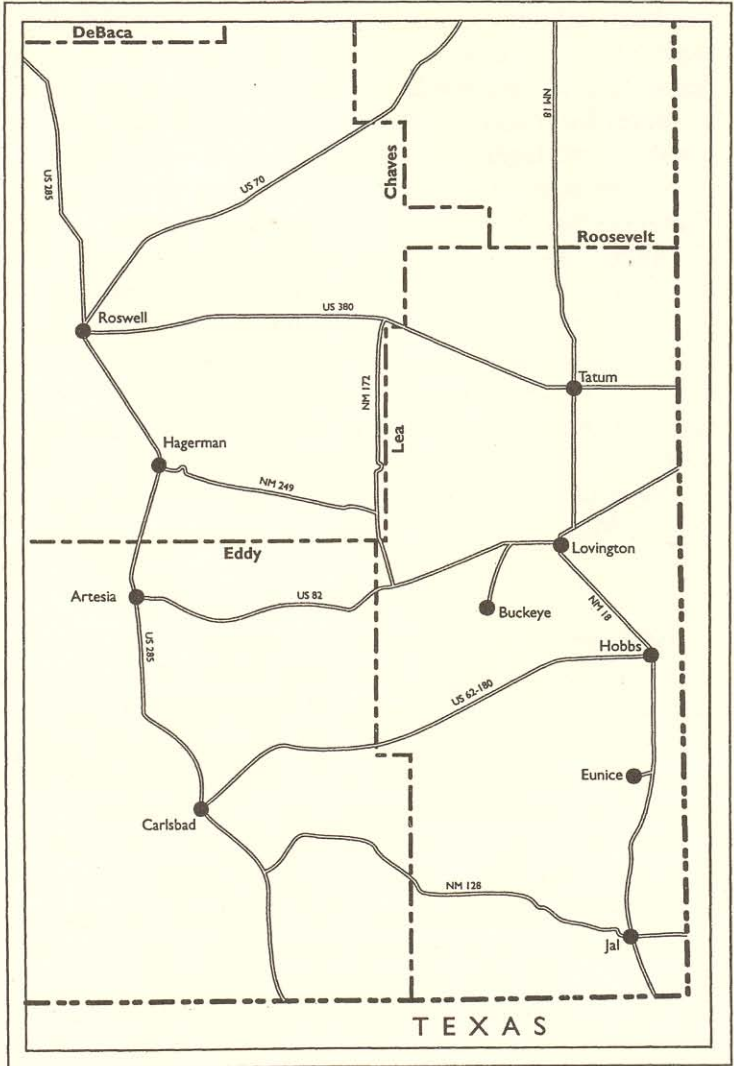 DeBaca
NM 18
US 285
US 70
Chaves
Roosevelt
Roswell
US 380
Tatum
NM 172
Lea
Hagerman
NM 249
Eddy
Lovington
Artesia
US 82
Buckeye
NM 18
US 285
Hobbs
US 62-180
Eunice
Carlsbad
NM 128
Jal
TEXAS